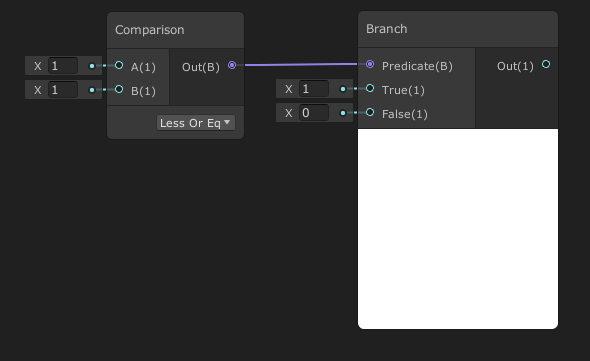 Comparison
X 1
A(1)
Out(B)
X 1
B(1)
Less Or Eq
Branch
Predicate(B)
Out(1)
X 1
True(1)
X 0
False(1)